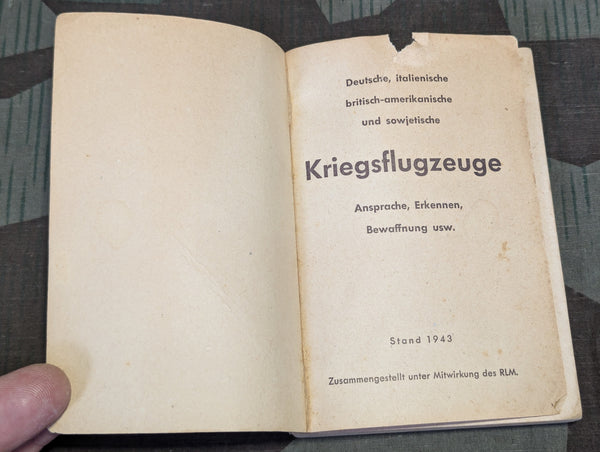 Deutsche, italienische
britisch-amerikanische
und sowjetische
Kriegsflugzeuge
Ansprache, Erkennen,
Bewaffnung usw.
Stand 1943
Zusammengestellt unter Mitwirkung des RLM.